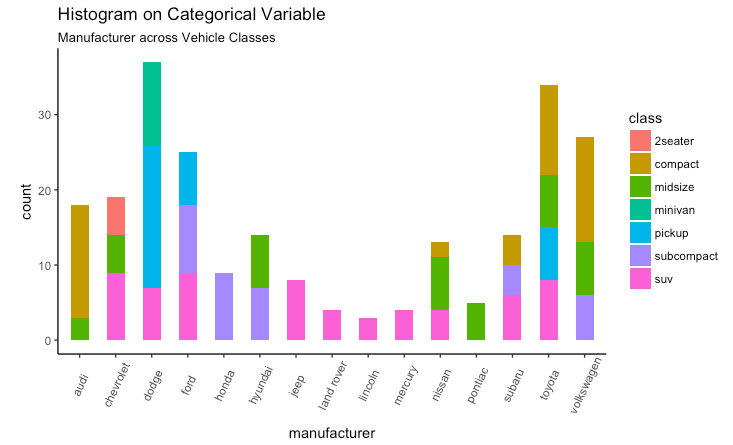 Histogram on Categorical Variable
Manufacturer across Vehicle Classes
count
30
20
10
0
audi
chevrolet
dodge
ford
honda
hyundai
jeep
land rover
lincoln
mercury
nissan
pontiac
subaru
toyota
volkswagen
manufacturer
class
2seater
compact
midsize
minivan
pickup
subcompact
suv